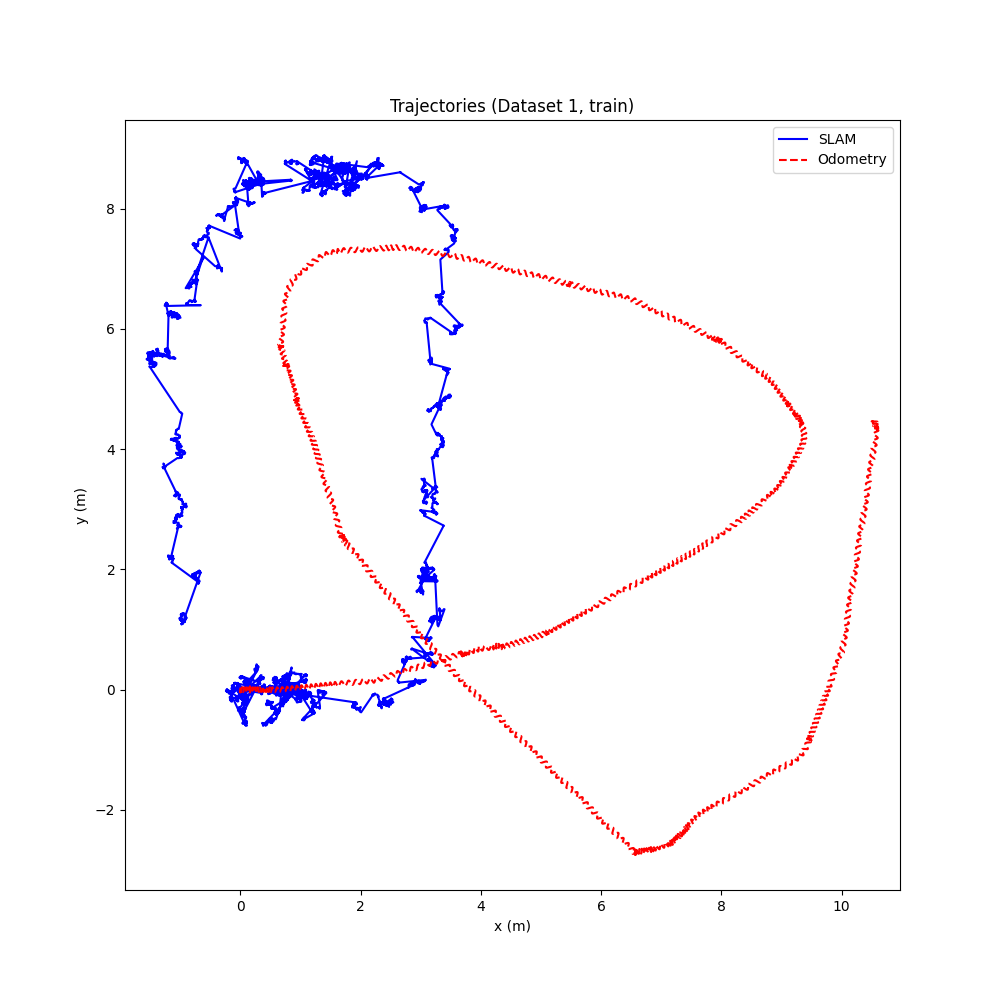 Trajectories (Dataset 1, train)
SLAM
Odometry
8
6
4
2
0
−2
y (m)
0 2 4 6 8 10
x (m)